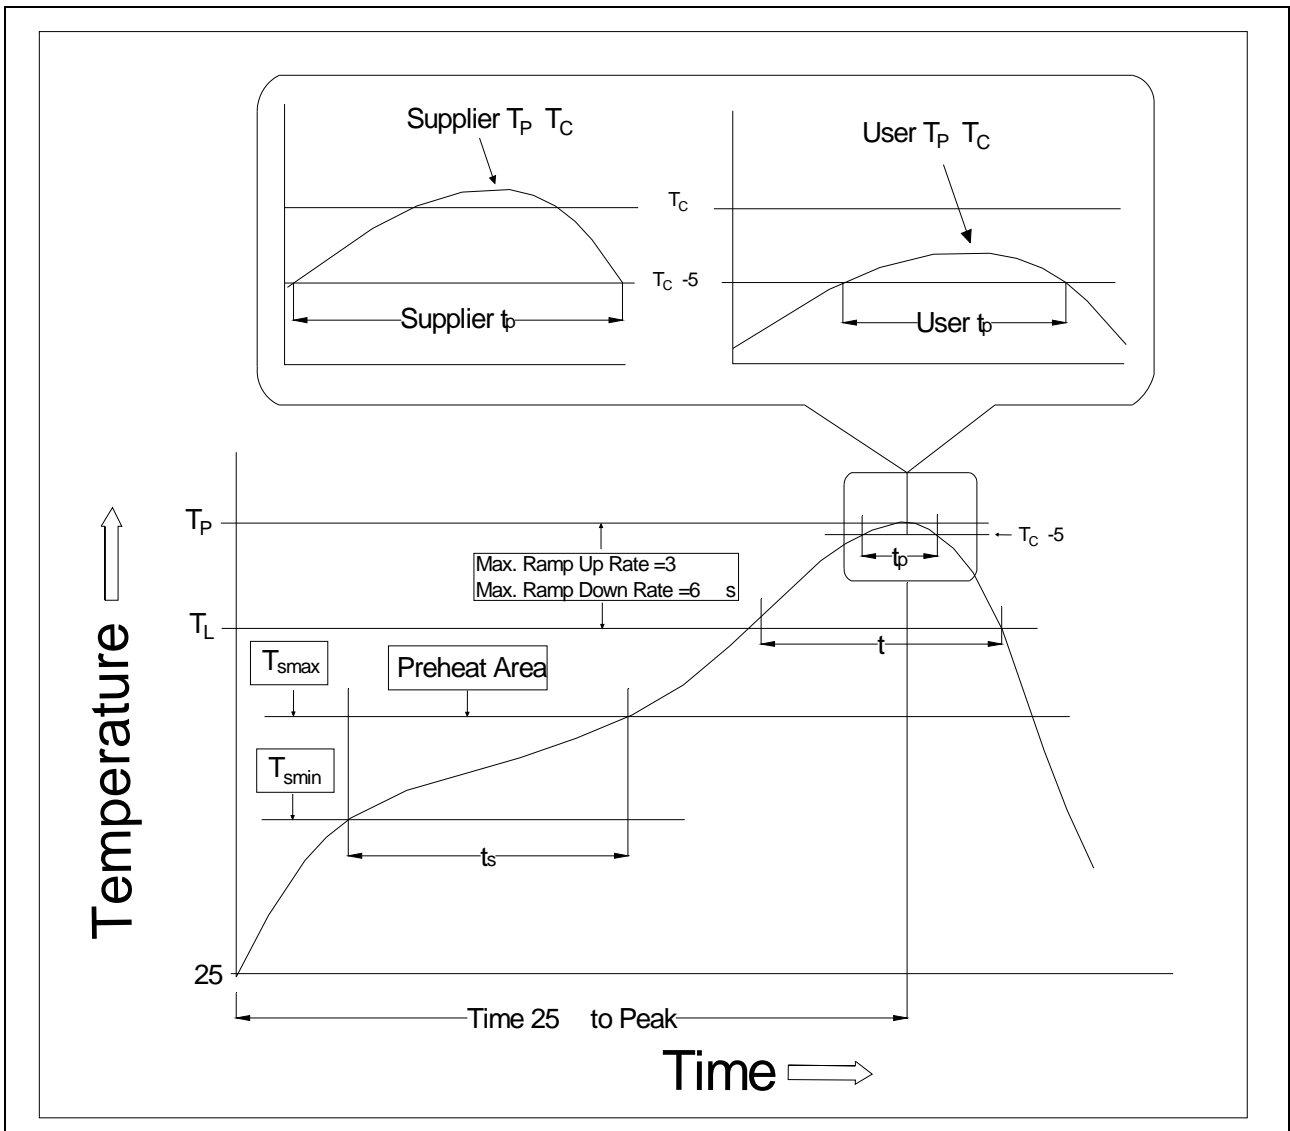 Supplier TP TC
User TP TC
TC
TC -5
Supplier tp
User tp
TP
TC -5
Max. Ramp Up Rate =3
Max. Ramp Down Rate =6 s
tp
TL
t
Tsmax
Preheat Area
Tsmin
ts
Temperature
25
Time 25 to Peak
Time